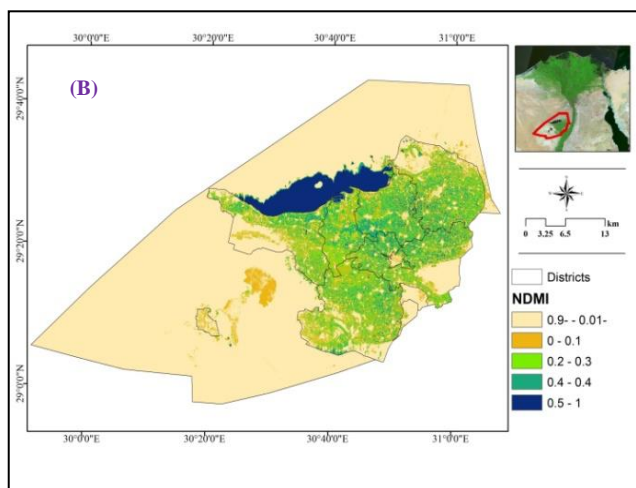 30°0'0"E 30°20'0"E 30°40'0"E 31°0'0"E
(B)
29°40'0"N
29°20'0"N
29°0'0"N
30°0'0"E 30°20'0"E 30°40'0"E 31°0'0"E
km
0 3.25 6.5 13
Districts
NDMI
0.9- - 0.01-
0 - 0.1
0.2 - 0.3
0.4 - 0.4
0.5 - 1